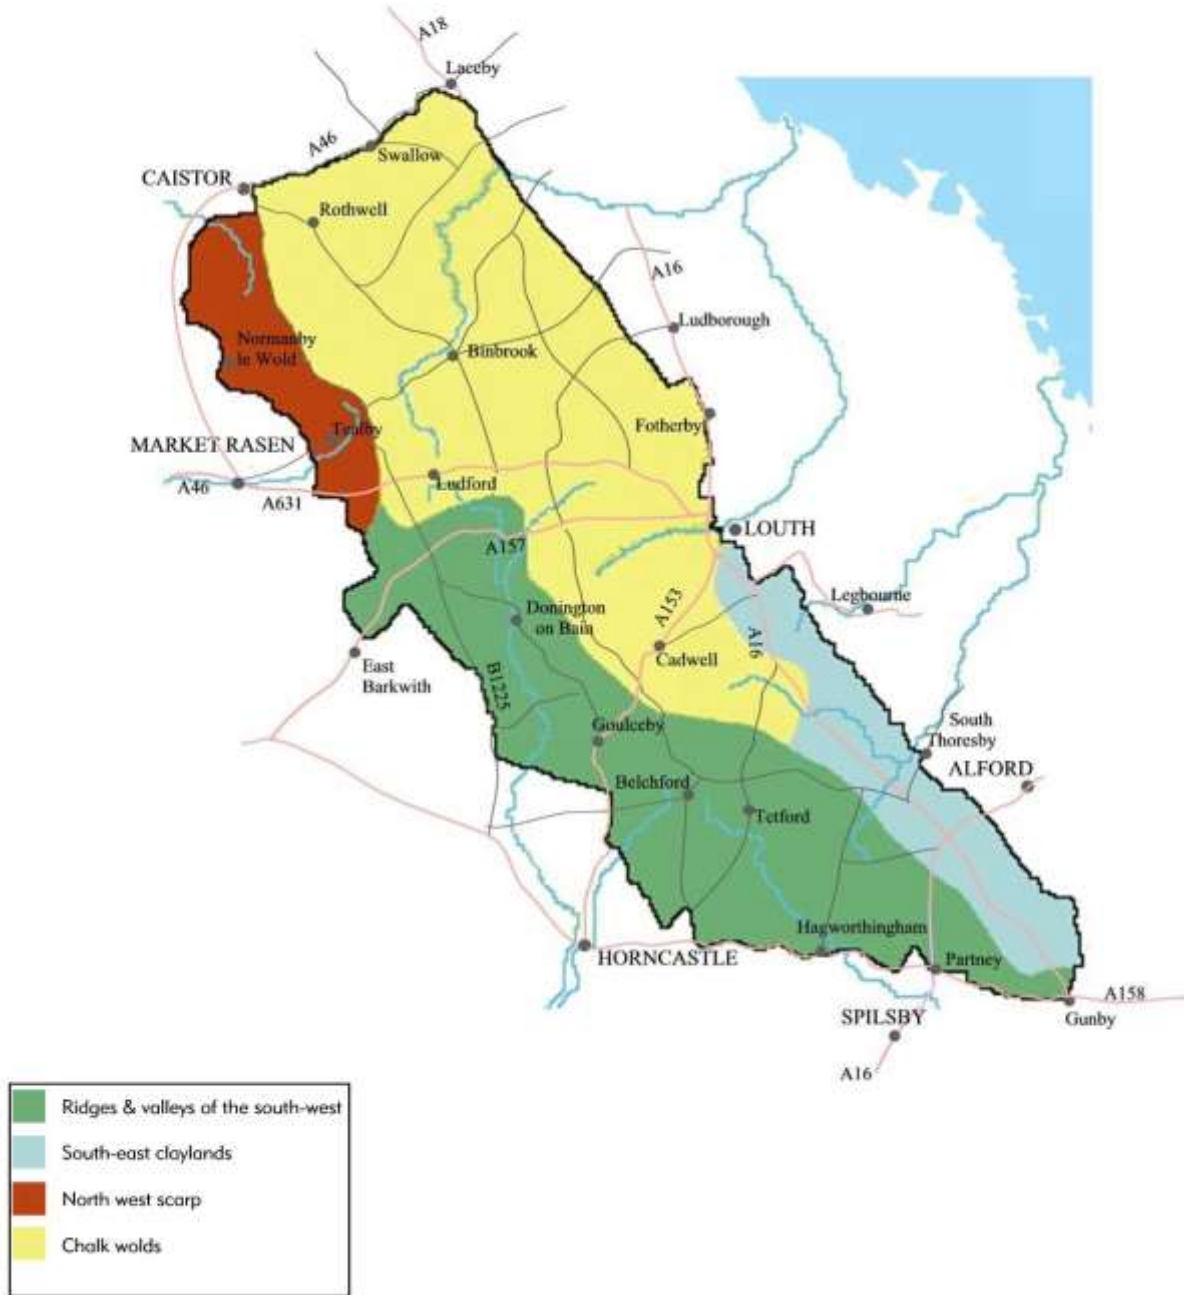 A18
Laceby
A46
Swallow
CAISTOR
Rothwell
A16
Ludborough
Normanby
le Wold
Binbrook
Fotherby
Tealby
MARKET RASEN
Ludford
A46
A631
LOUTH
A157
Legbourne
Donington
on Bain
A153
A16
Cadwell
East
Barkwith
B1225
South
Thoresby
Goulceby
ALFORD
Belchford
Tetford
Hagworthingham
HORNCASTLE
Partney
A158
SPILSBY
Gunby
A16
Ridges & valleys of the south-west
South-east claylands
North west scarp
Chalk wolds